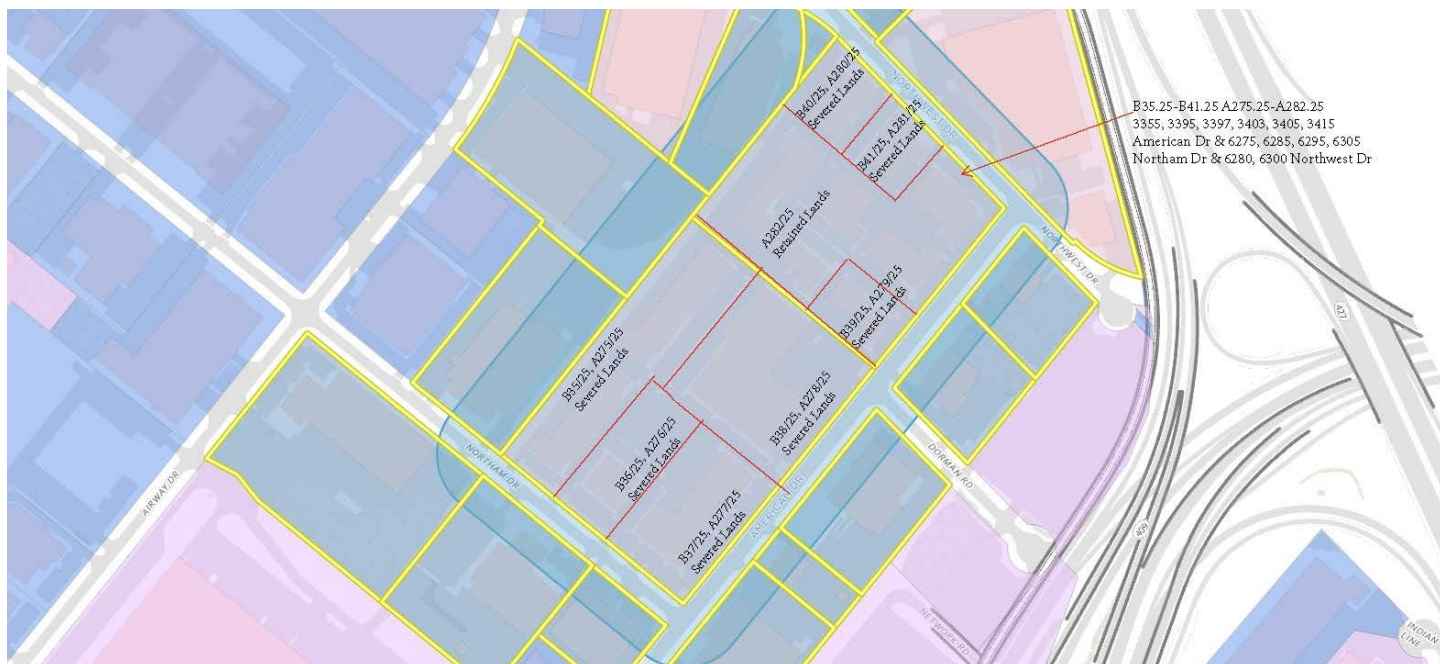 B40/25, A280/25
Severed Lands
NORTHWEST DR
B41/25, A281/25
Severed Lands
B35.25-B41.25 A275.25-A282.25
3355, 3395, 3397, 3403, 3405, 3415
American Dr & 6275, 6285, 6295, 6305
Northam Dr & 6280, 6300 Northwest Dr
A282/25
Retained Lands
NORTHWEST DR
B39/25, A279/25
Severed Lands
427
B35/25, A275/25
Severed Lands
B38/25, A278/25
Severed Lands
B36/25, A276/25
Severed Lands
NORTHAM DR
AIRWAY DR
DORMAN RD
B37/25, A277/25
Severed Lands
AMERICAN DR
409
NETWORK RD
INDIAN
LINE